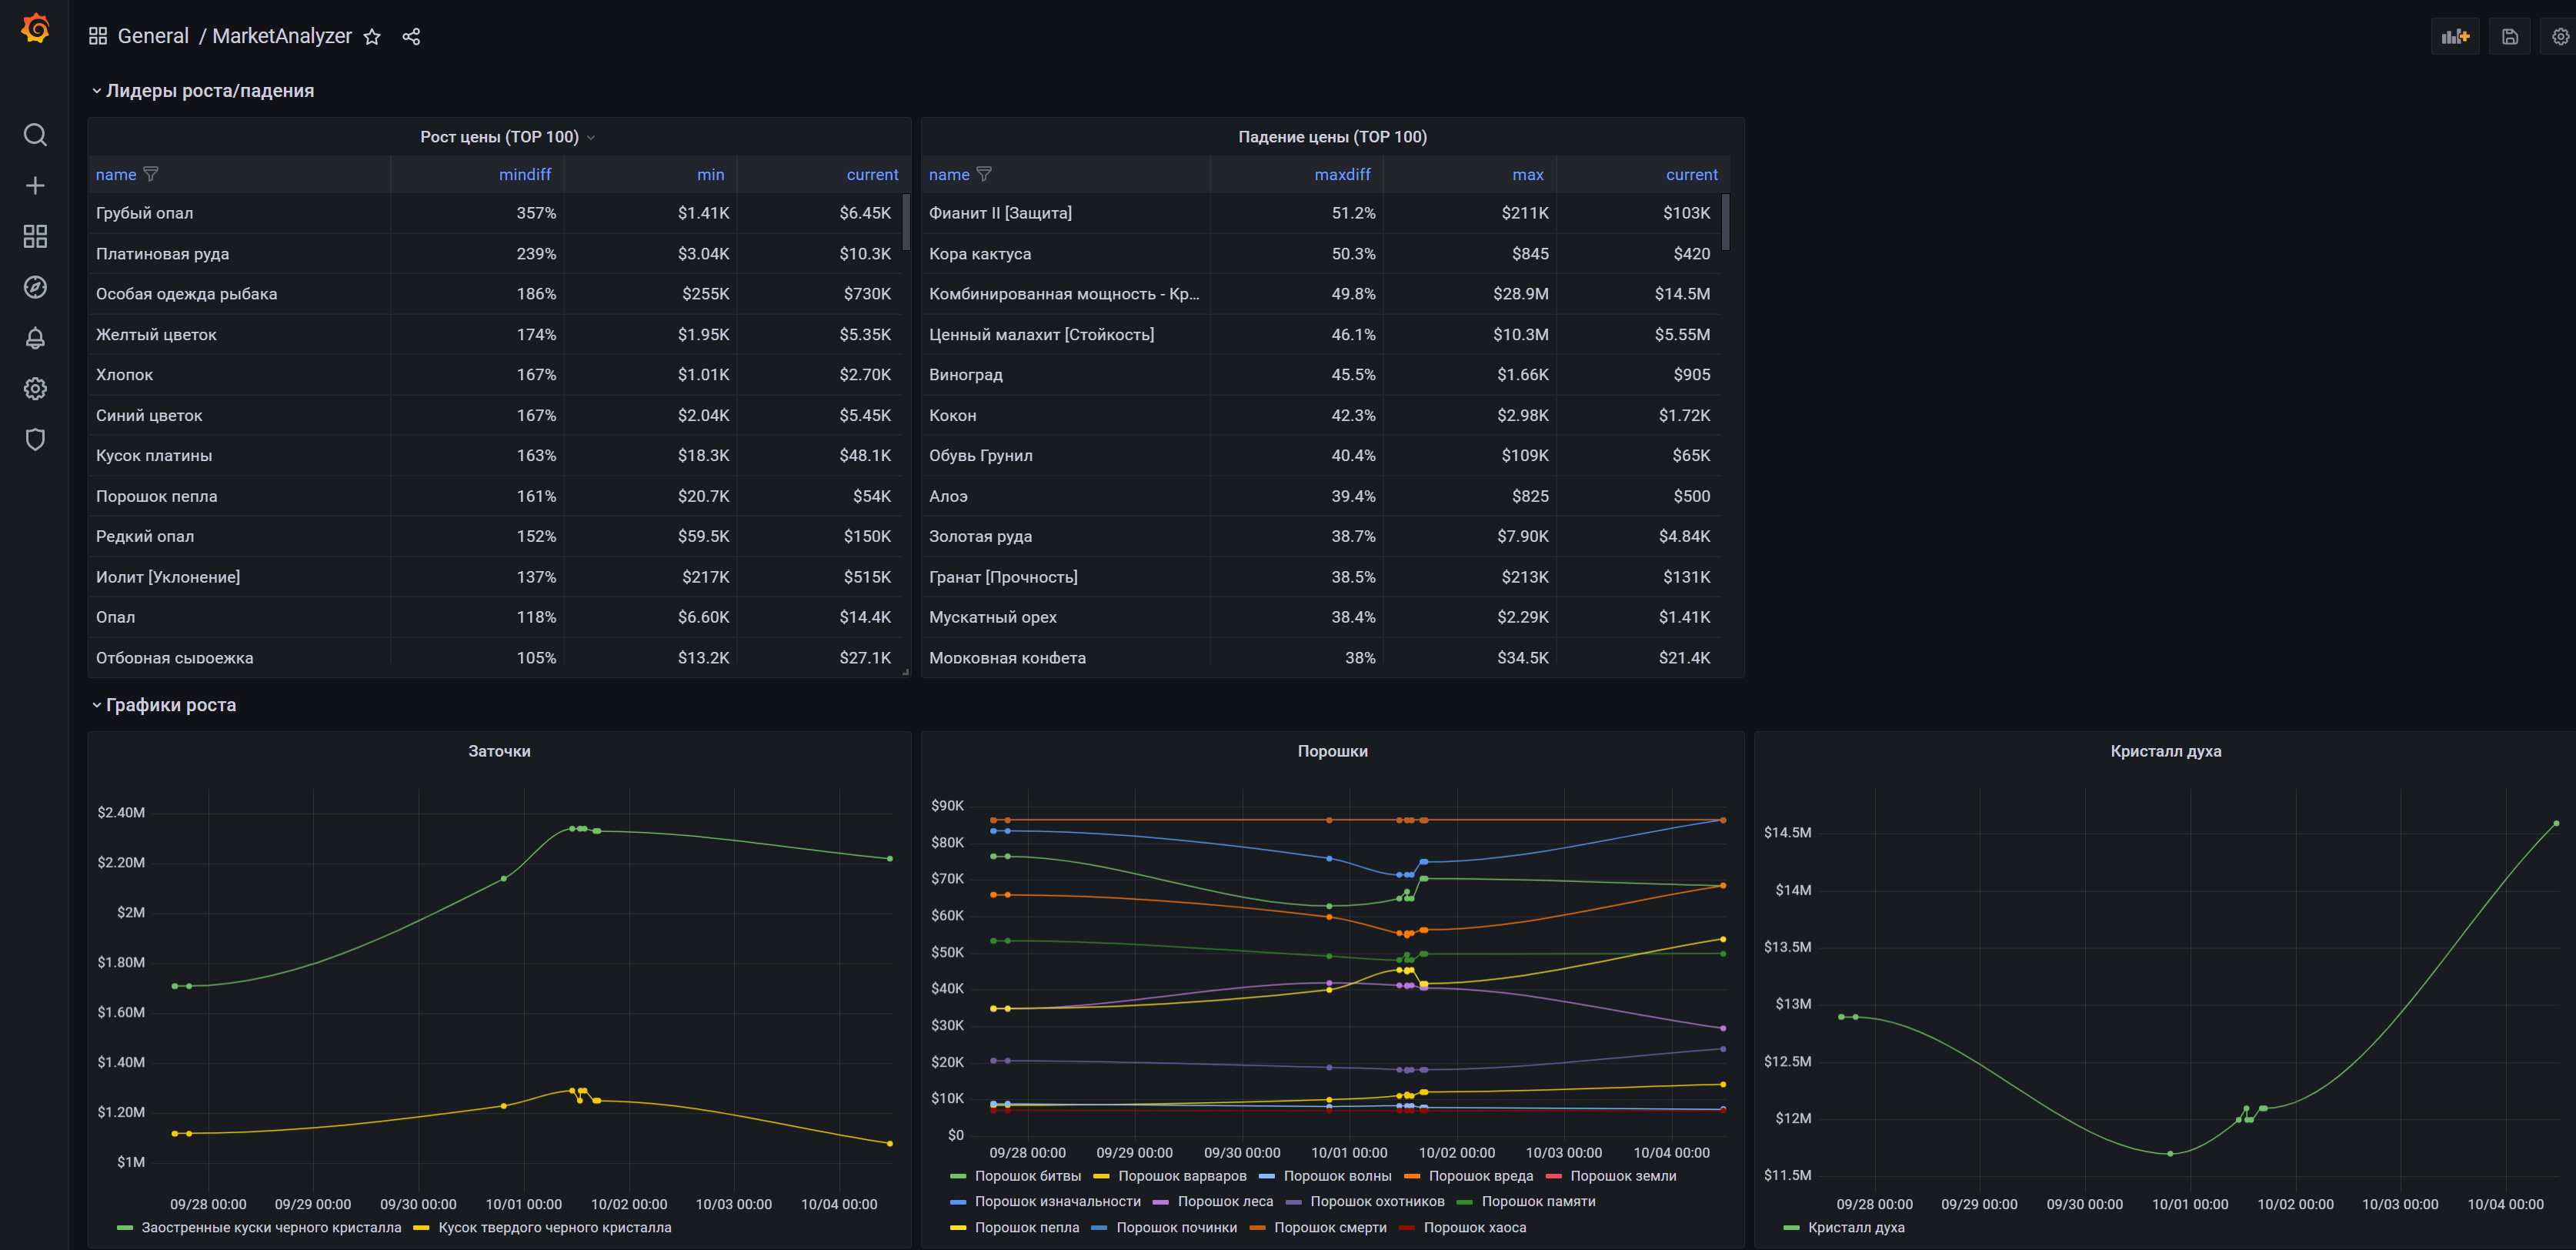 General / MarketAnalyzer
Лидеры роста/падения
Рост цены (TOP 100)
name mindiff min current
Грубый опал 357% $1.41K $6.45K
Платиновая руда 239% $3.04K $10.3K
Особая одежда рыбака 186% $255K $730K
Желтый цветок 174% $1.95K $5.35K
Хлопок 167% $1.01K $2.70K
Синий цветок 167% $2.04K $5.45K
Кусок платины 163% $18.3K $48.1K
Порошок пепла 161% $20.7K $54K
Редкий опал 152% $59.5K $150K
Иолит [Уклонение] 137% $217K $515K
Опал 118% $6.60K $14.4K
Отборная сыроежка 105% $13.2K $27.1K
Падение цены (TOP 100)
name maxdiff max current
Фианит II [Защита] 51.2% $211K $103K
Кора кактуса 50.3% $845 $420
Комбинированная мощность - Кр... 49.8% $28.9M $14.5M
Ценный малахит [Стойкость] 46.1% $10.3M $5.55M
Виноград 45.5% $1.66K $905
Кокон 42.3% $2.98K $1.72K
Обувь Грунил 40.4% $109K $65K
Алоэ 39.4% $825 $500
Золотая руда 38.7% $7.90K $4.84K
Гранат [Прочность] 38.5% $213K $131K
Мускатный орех 38.4% $2.29K $1.41K
Морковная конфета 38% $34.5K $21.4K
Графики роста
Заточки
$2.40M
$2.20M
$2M
$1.80M
$1.60M
$1.40M
$1.20M
$1M
09/28 00:00 09/29 00:00 09/30 00:00 10/01 00:00 10/02 00:00 10/03 00:00 10/04 00:00
Заостренные куски черного кристалла Кусок твердого черного кристалла
Порошки
$90K
$80K
$70K
$60K
$50K
$40K
$30K
$20K
$10K
$0
09/28 00:00 09/29 00:00 09/30 00:00 10/01 00:00 10/02 00:00 10/03 00:00 10/04 00:00
Порошок битвы Порошок варваров Порошок волны Порошок вреда Порошок земли
Порошок изначальности Порошок леса Порошок охотников Порошок памяти
Порошок пепла Порошок починки Порошок смерти Порошок хаоса
Кристалл духа
$14.5M
$14M
$13.5M
$13M
$12.5M
$12M
$11.5M
09/28 00:00 09/29 00:00 09/30 00:00 10/01 00:00 10/02 00:00 10/03 00:00 10/04 00:00
Кристалл духа